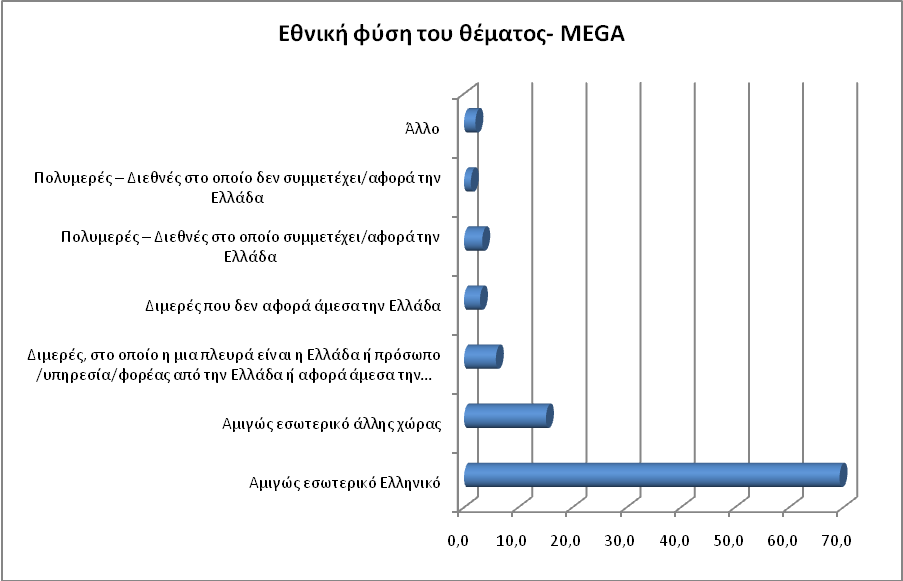 Εθνική φύση του θέματος- MEGA
Άλλο
Πολυμερές – Διεθνές στο οποίο δεν συμμετέχει/αφορά την
Ελλάδα
Πολυμερές – Διεθνές στο οποίο συμμετέχει/αφορά την
Ελλάδα
Διμερές που δεν αφορά άμεσα την Ελλάδα
Διμερές, στο οποίο η μια πλευρά είναι η Ελλάδα ή πρόσωπο
/υπηρεσία/φορέας από την Ελλάδα ή αφορά άμεσα την...
Αμιγώς εσωτερικό άλλης χώρας
Αμιγώς εσωτερικό Ελληνικό
0,0 10,0 20,0 30,0 40,0 50,0 60,0 70,0